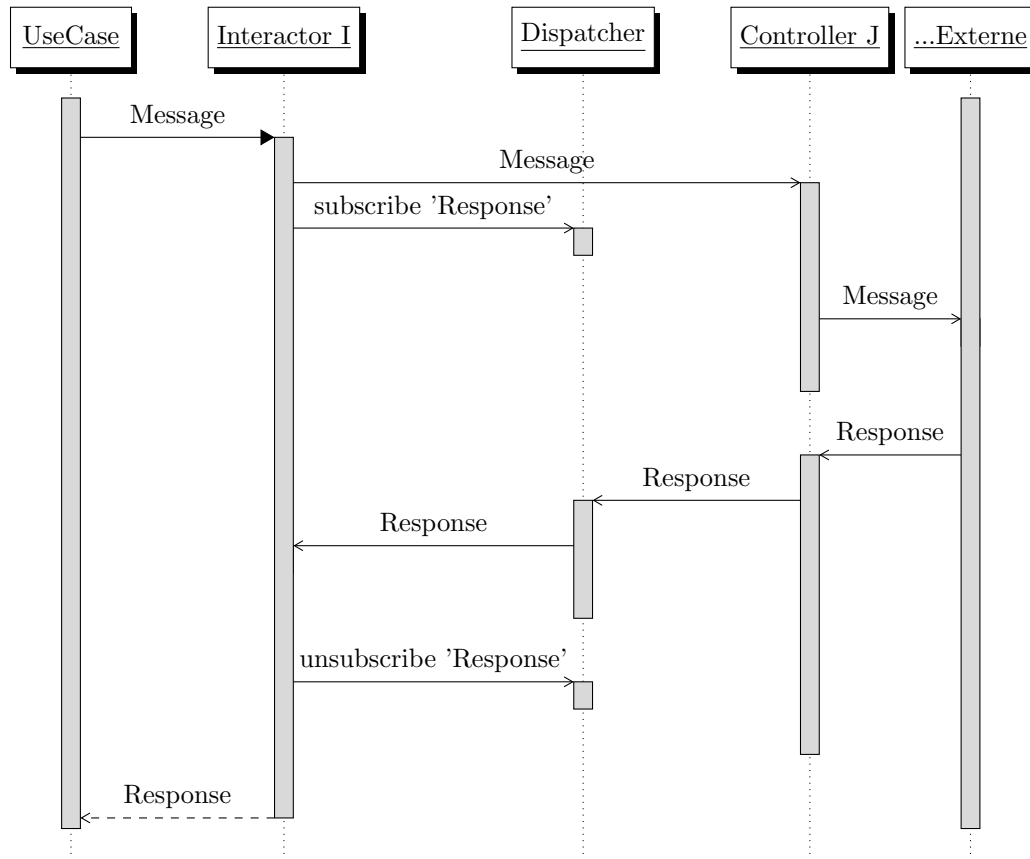 UseCase
Interactor I
Dispatcher
Controller J
...Externe
Message
Message
subscribe 'Response'
Message
Response
Response
Response
unsubscribe 'Response'
Response